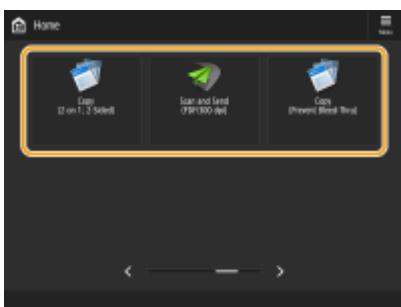 Home
Menu
Copy
(2 on 1, 2-Sided)
Scan and Send
(PDF(300 dpi)
Copy
(Prevent Bleed-Thru)